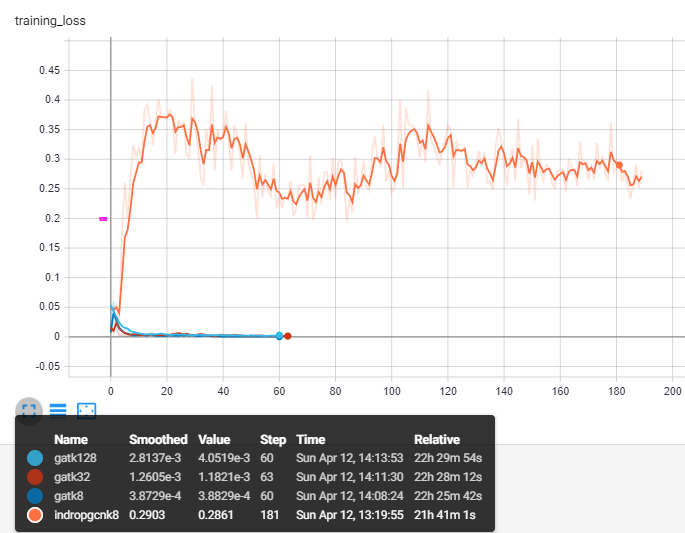 training_loss
0.45
0.4
0.35
0.3
0.25
0.2
0.15
0.1
0.05
0
-0.05
0 20 40 60 80 100 120 140 160 180 200
Name Smoothed Value Step Time Relative
gatk128 2.8137e-3 4.0519e-3 60 Sun Apr 12, 14:13:53 22h 29m 54s
gatk32 1.2605e-3 1.1821e-3 63 Sun Apr 12, 14:11:30 22h 28m 12s
gatk8 3.8729e-4 3.8829e-4 60 Sun Apr 12, 14:08:24 22h 25m 42s
indropgcnk8 0.2903 0.2861 181 Sun Apr 12, 13:19:55 21h 41m 1s